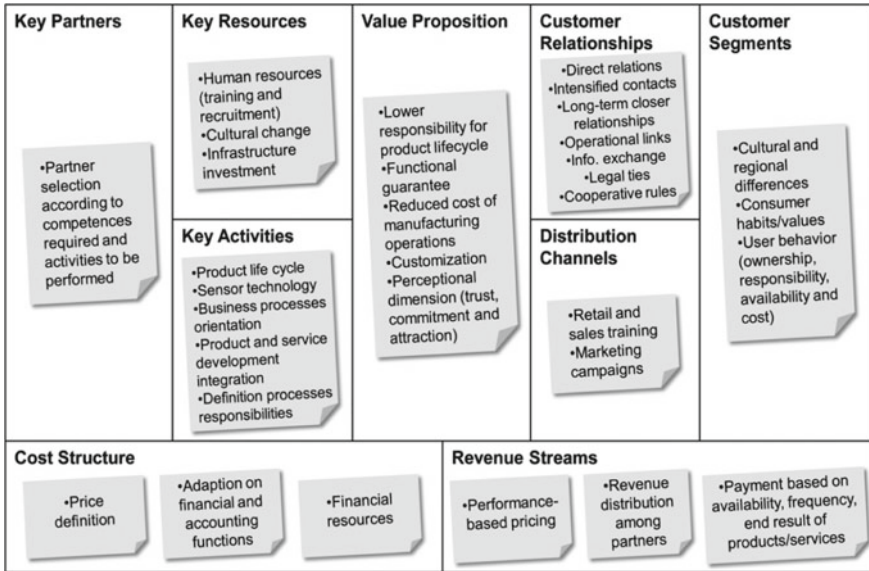 Key Partners
•Partner
selection
according to
competences
required and
activities to be
performed
Key Resources
•Human resources
(training and
recruitment)
•Cultural change
•Infrastructure
investment
Key Activities
•Product life cycle
•Sensor technology
•Business processes
orientation
•Product and service
development
integration
•Definition processes
responsibilities
Value Proposition
•Lower
responsibility for
product lifecycle
•Functional
guarantee
•Reduced cost of
manufacturing
operations
•Customization
•Perceptional
dimension (trust,
commitment and
attraction)
Customer
Relationships
•Direct relations
•Intensified contacts
•Long-term closer
relationships
•Operational links
•Info. exchange
•Legal ties
•Cooperative rules
Distribution
Channels
•Retail and
sales training
•Marketing
campaigns
Customer
Segments
•Cultural and
regional
differences
•Consumer
habits/values
•User behavior
(ownership,
responsibility,
availability and
cost)
Cost Structure
•Price
definition
•Adaption on
financial and
accounting
functions
•Financial
resources
Revenue Streams
•Performance-
based pricing
•Revenue
distribution
among
partners
•Payment based on
availability, frequency,
end result of
products/services